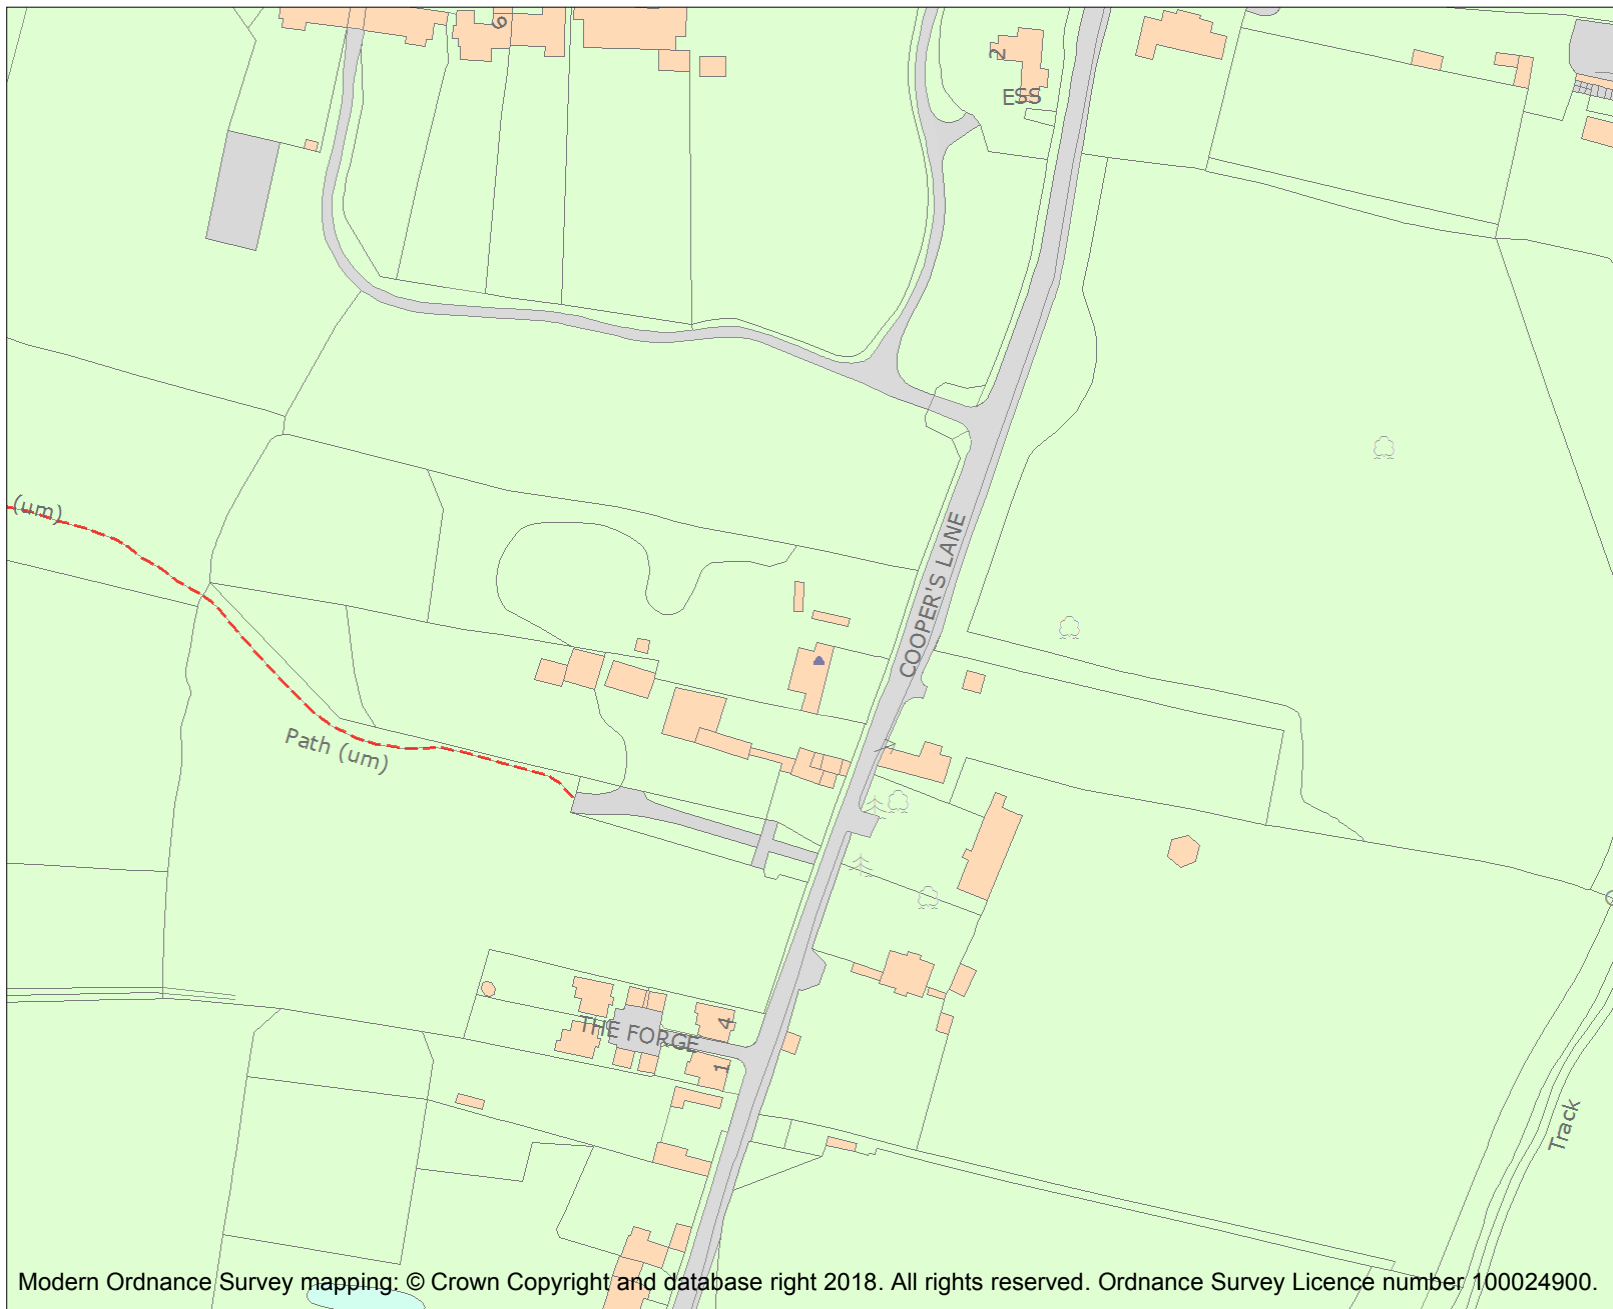 6
2
ESS
(um)
COOPER'S LANE
Path (um)
THE FORGE
4
1
Track
Modern Ordnance Survey mapping: © Crown Copyright and database right 2018. All rights reserved. Ordnance Survey Licence number 100024900.